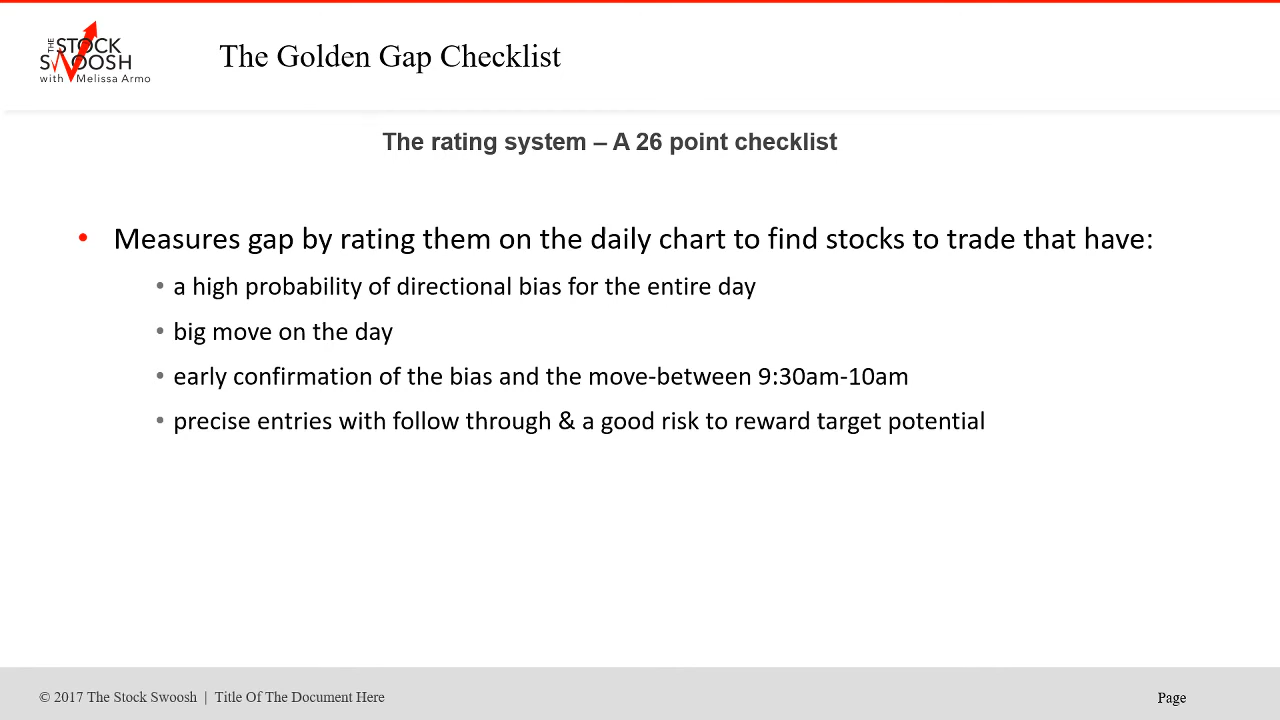 THE STOCK SWOOSH
with Melissa Armo
The Golden Gap Checklist
The rating system – A 26 point checklist
• Measures gap by rating them on the daily chart to find stocks to trade that have:
• a high probability of directional bias for the entire day
• big move on the day
• early confirmation of the bias and the move-between 9:30am-10am
• precise entries with follow through & a good risk to reward target potential
© 2017 The Stock Swoosh | Title Of The Document Here
Page